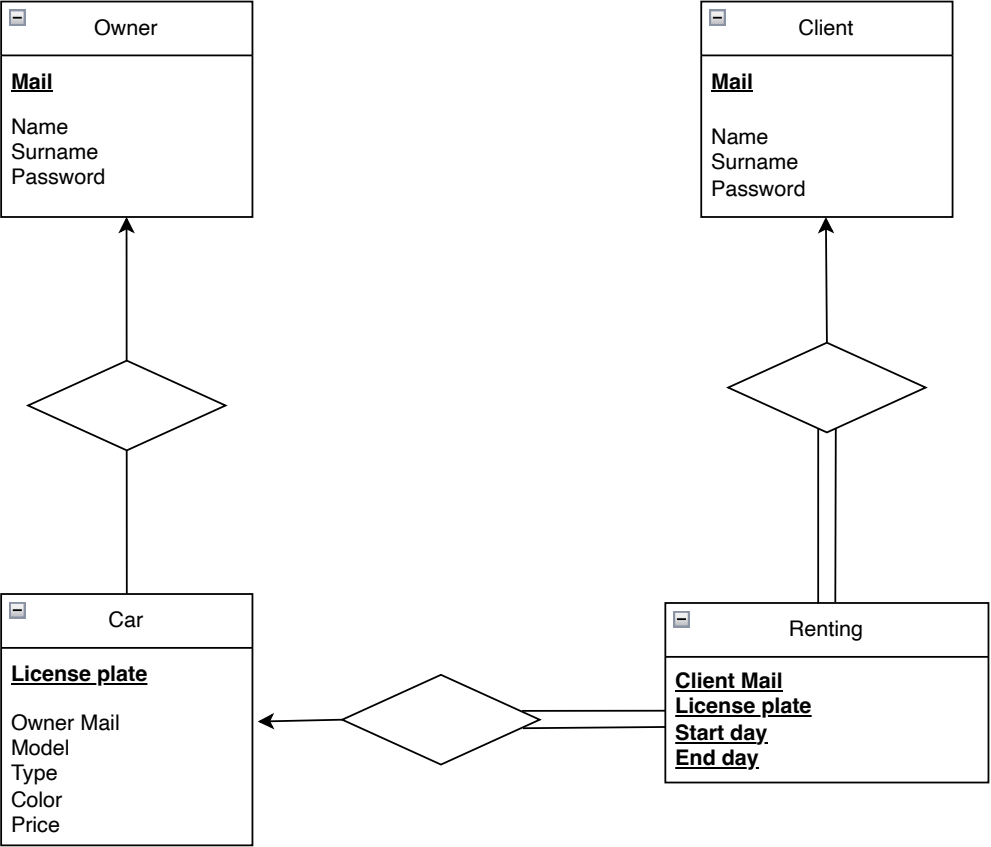 Owner
Mail
Name
Surname
Password
Client
Mail
Name
Surname
Password
Car
License plate
Owner Mail
Model
Type
Color
Price
Renting
Client Mail
License plate
Start day
End day